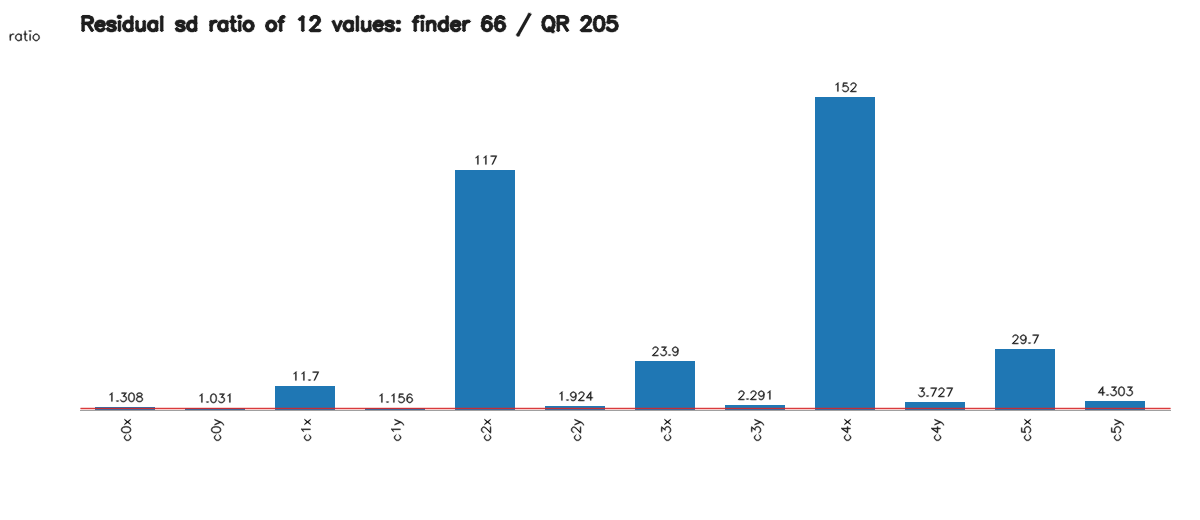 Residual sd ratio of 12 values: finder 66 / QR 205
ratio
152
117
29.7
23.9
11.7
4.303
3.727
2.291
1.924
1.308
1.031
1.156
c0x
c0y
c1x
c1y
c2x
c2y
c3x
c3y
c4x
c4y
c5x
c5y